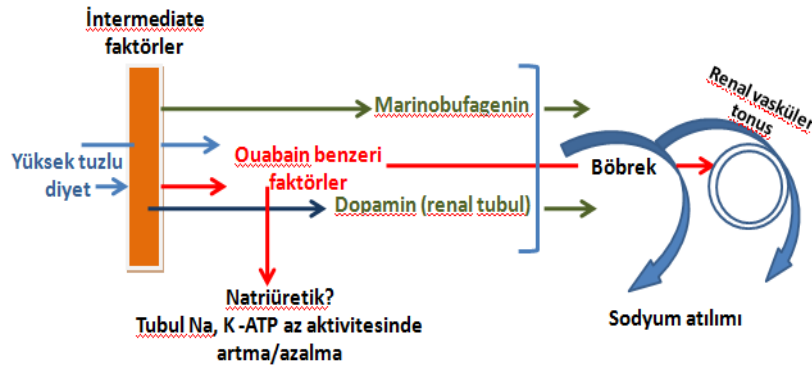 İntermediate
faktörler
Yüksek tuzlu
diyet
Marinobufagenin
Ouabain benzeri
faktörler
Dopamin (renal tubul)
Natriüretik?
Tubul Na, K -ATP az aktivitesinde
artma/azalma
Böbrek
Renal vasküler
tonus
Sodyum atılımı